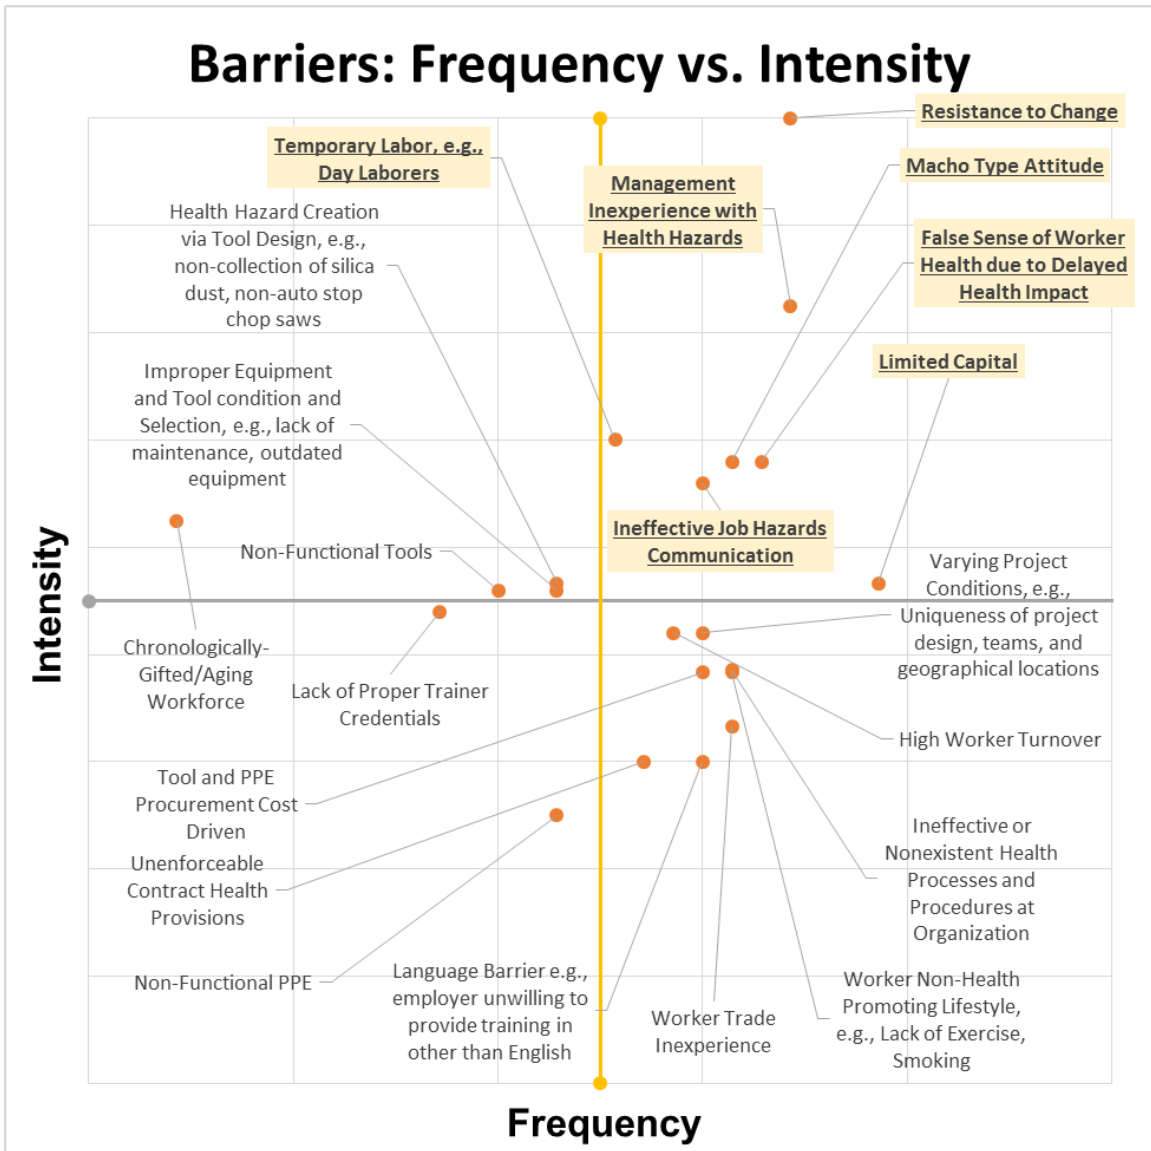 Barriers: Frequency vs. Intensity
Resistance to Change
Temporary Labor, e.g.,
Day Laborers
Macho Type Attitude
Management
Inexperience with
Health Hazards
Health Hazard Creation
via Tool Design, e.g.,
non-collection of silica
dust, non-auto stop
chop saws
False Sense of Worker
Health due to Delayed
Health Impact
Limited Capital
Improper Equipment
and Tool condition and
Selection, e.g., lack of
maintenance, outdated
equipment
Ineffective Job Hazards
Communication
Non-Functional Tools
Varying Project
Conditions, e.g.,
Uniqueness of project
design, teams, and
geographical locations
Intensity
Chronologically-
Gifted/Aging
Workforce
Lack of Proper Trainer
Credentials
High Worker Turnover
Tool and PPE
Procurement Cost
Driven
Ineffective or
Nonexistent Health
Processes and
Procedures at
Organization
Unenforceable
Contract Health
Provisions
Non-Functional PPE
Language Barrier e.g.,
employer unwilling to
provide training in
other than English
Worker Trade
Inexperience
Worker Non-Health
Promoting Lifestyle,
e.g., Lack of Exercise,
Smoking
Frequency